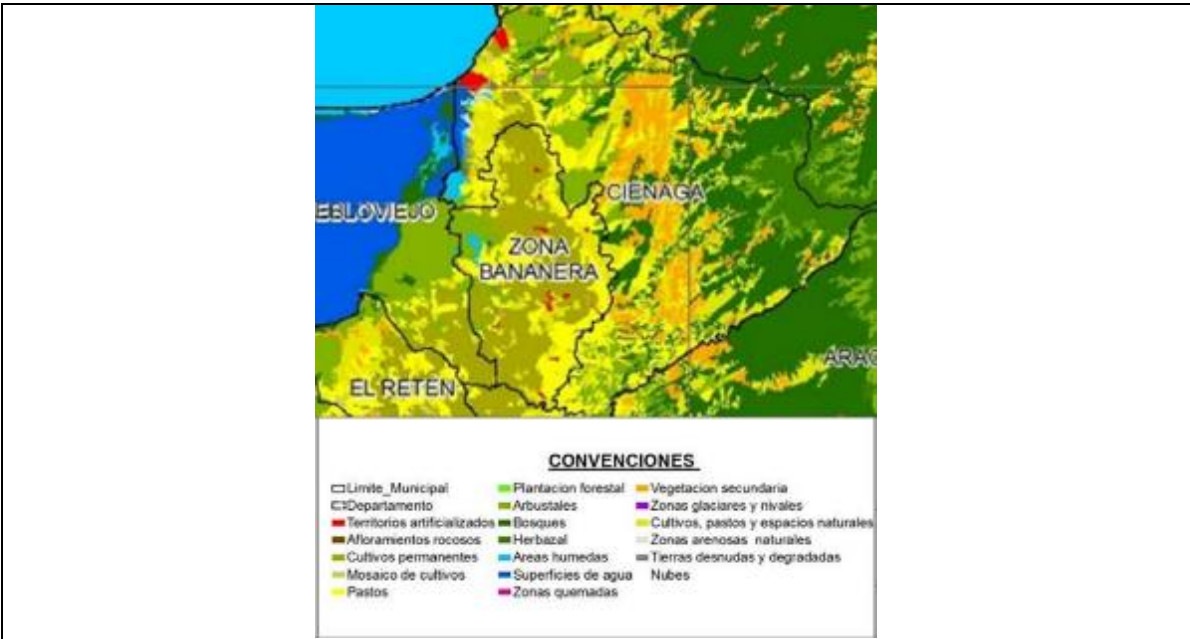 CIENAGA
EBLOVIEJO
ZONA
BANANERA
ARAC
EL RETEN
CONVENCIONES
Limite_Municipal
Departamento
Territorios artificializados
Afloramientos rocosos
Cultivos permanentes
Mosaico de cultivos
Pastos
Plantacion forestal
Arbustales
Bosques
Herbazal
Areas humedas
Superficies de agua
Zonas quemadas
Vegetacion secundaria
Zonas glaciares y nivales
Cultivos, pastos y espacios naturales
Zonas arenosas naturales
Tierras desnudas y degradadas
Nubes